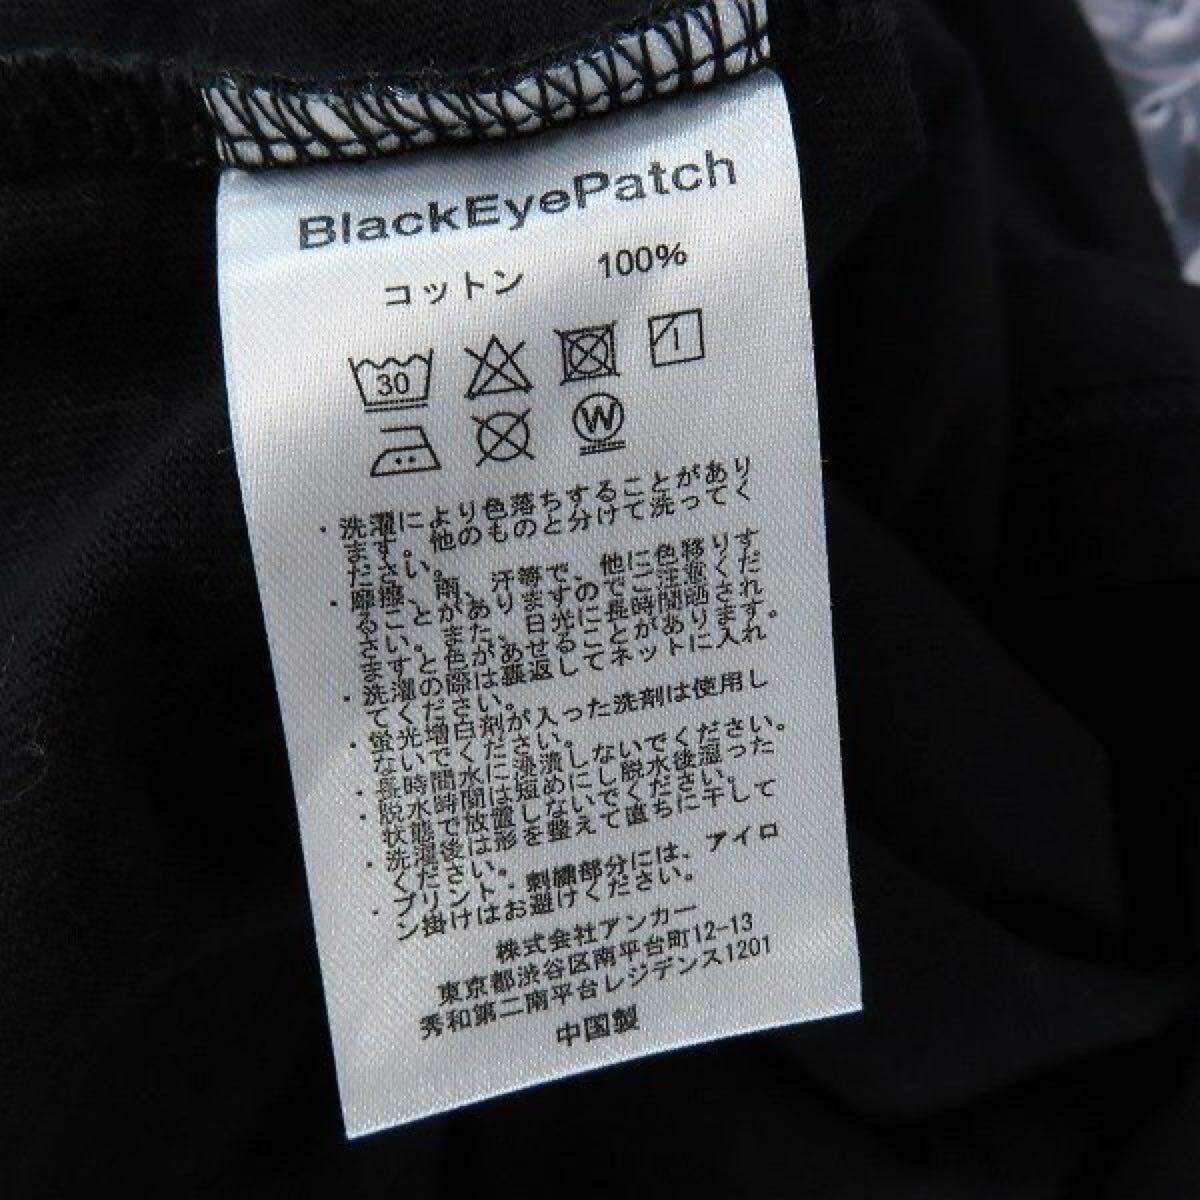 BlackEyePatch
コットン 100%
30
W
・洗濯により色落ちすることがあり
ます。他のものと分けて洗ってく
ださい。
・摩擦、雨、汗等で、他に色移りす
ることがありますのでご注意くだ
さい。また、日光に長時間晒され
ますと色があせることがあります。
・洗濯の際は裏返してネットに入れ
てください。
・蛍光増白剤が入った洗剤は使用し
ないでください。
・長時間水に浸漬しないでください。
・脱水時間は短めにし脱水後湿った
状態で放置しないでください。
・洗濯後は形を整えて直ちに干して
ください。
・プリント・刺繍部分には、アイロ
ン掛けはお避けください。
株式会社アンカー
東京都渋谷区南平台町12-13
秀和第二南平台レジデンス1201
中国製